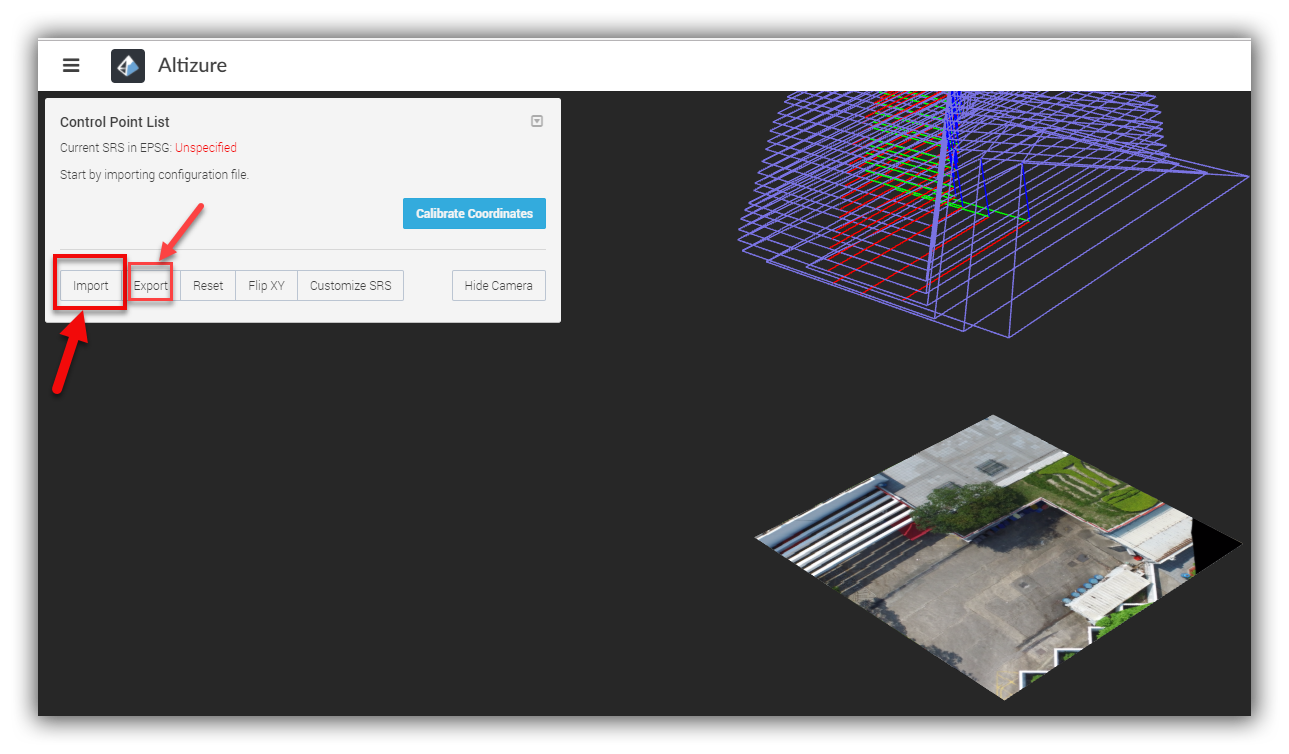 Altizure
Control Point List
Current SRS in EPSG: Unspecified
Start by importing configuration file.
Calibrate Coordinates
Import Export Reset Flip XY Customize SRS Hide Camera